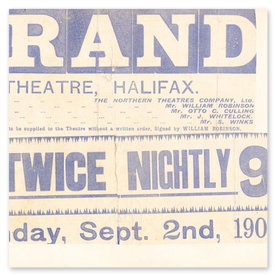 RAND
THEATRE, HALIFAX.
THE NORTHERN THEATRES COMPANY, Ltd.
Mr. WILLIAM ROBINSON
Mr. OTTO C. CULLING
Mr. J. WHITELOCK.
Mr. S. WINKS
to be supplied to the Theatre without a written order, Signed by WILLIAM ROBINSON.
TWICE NIGHTLY 9
nday, Sept. 2nd, 190